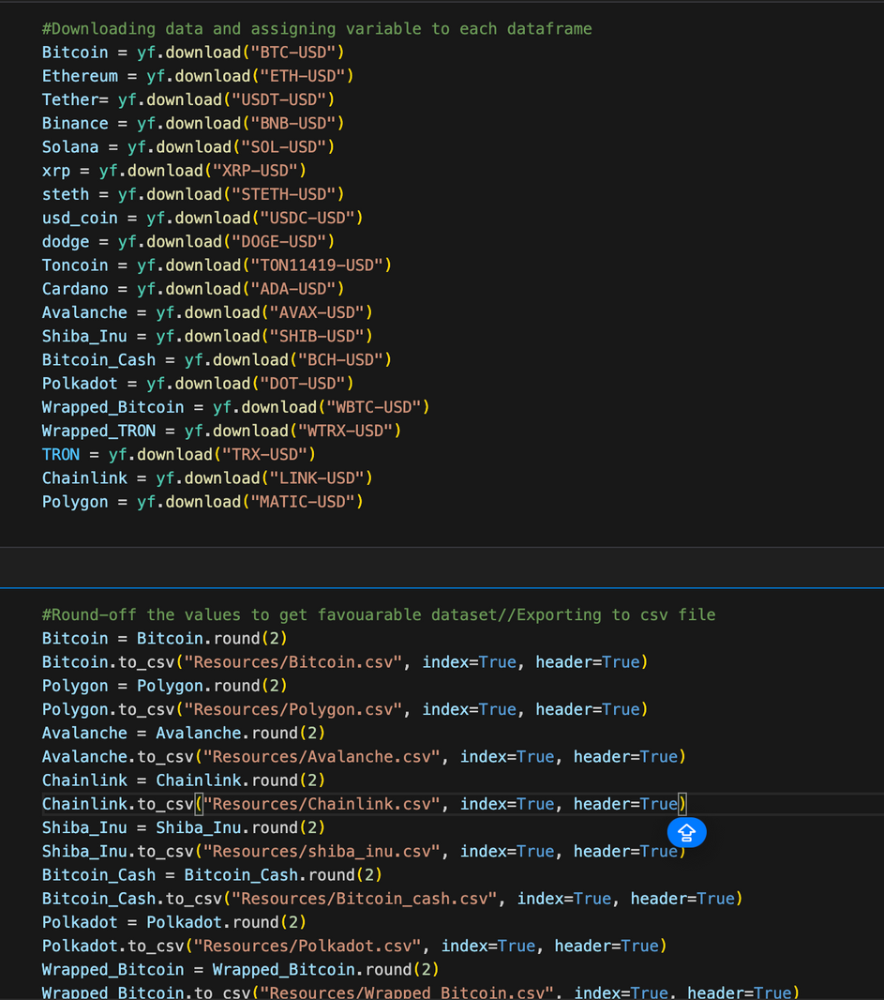 #Downloading data and assigning variable to each dataframe
Bitcoin = yf.download("BTC-USD")
Ethereum = yf.download("ETH-USD")
Tether= yf.download("USDT-USD")
Binance = yf.download("BNB-USD")
Solana = yf.download("SOL-USD")
xrp = yf.download("XRP-USD")
steth = yf.download("STETH-USD")
usd_coin = yf.download("USDC-USD")
dodge = yf.download("DOGE-USD")
Toncoin = yf.download("TON11419-USD")
Cardano = yf.download("ADA-USD")
Avalanche = yf.download("AVAX-USD")
Shiba_Inu = yf.download("SHIB-USD")
Bitcoin_Cash = yf.download("BCH-USD")
Polkadot = yf.download("DOT-USD")
Wrapped_Bitcoin = yf.download("WBTC-USD")
Wrapped_TRON = yf.download("WTRX-USD")
TRON = yf.download("TRX-USD")
Chainlink = yf.download("LINK-USD")
Polygon = yf.download("MATIC-USD")
#Round-off the values to get favouarable dataset//Exporting to csv file
Bitcoin = Bitcoin.round(2)
Bitcoin.to_csv("Resources/Bitcoin.csv", index=True, header=True)
Polygon = Polygon.round(2)
Polygon.to_csv("Resources/Polygon.csv", index=True, header=True)
Avalanche = Avalanche.round(2)
Avalanche.to_csv("Resources/Avalanche.csv", index=True, header=True)
Chainlink = Chainlink.round(2)
Chainlink.to_csv("Resources/Chainlink.csv", index=True, header=True)
Shiba_Inu = Shiba_Inu.round(2)
Shiba_Inu.to_csv("Resources/shiba_inu.csv", index=True, header=True)
Bitcoin_Cash = Bitcoin_Cash.round(2)
Bitcoin_Cash.to_csv("Resources/Bitcoin_cash.csv", index=True, header=True)
Polkadot = Polkadot.round(2)
Polkadot.to_csv("Resources/Polkadot.csv", index=True, header=True)
Wrapped_Bitcoin = Wrapped_Bitcoin.round(2)
Wrapped_Bitcoin.to_csv("Resources/Wrapped_Bitcoin.csv", index=True, header=True)